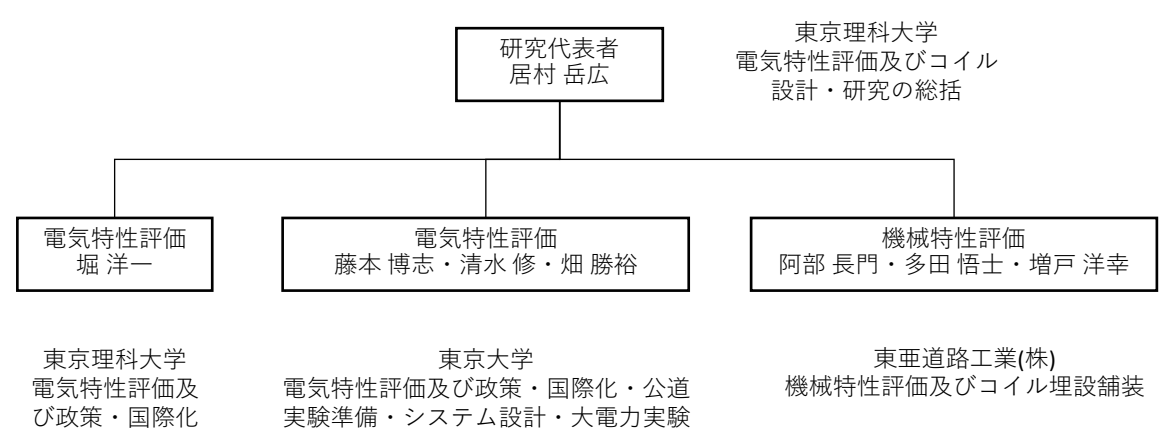 研究代表者
居村 岳広
東京理科大学
電気特性評価及びコイル
設計・研究の総括
電気特性評価
堀 洋一
電気特性評価
藤本 博志・清水 修・畑 勝裕
機械特性評価
阿部 長門・多田 悟士・増戸 洋幸
東京理科大学
電気特性評価及
び政策・国際化
東京大学
電気特性評価及び政策・国際化・公道
実験準備・システム設計・大電力実験
東亜道路工業(株)
機械特性評価及びコイル埋設舗装